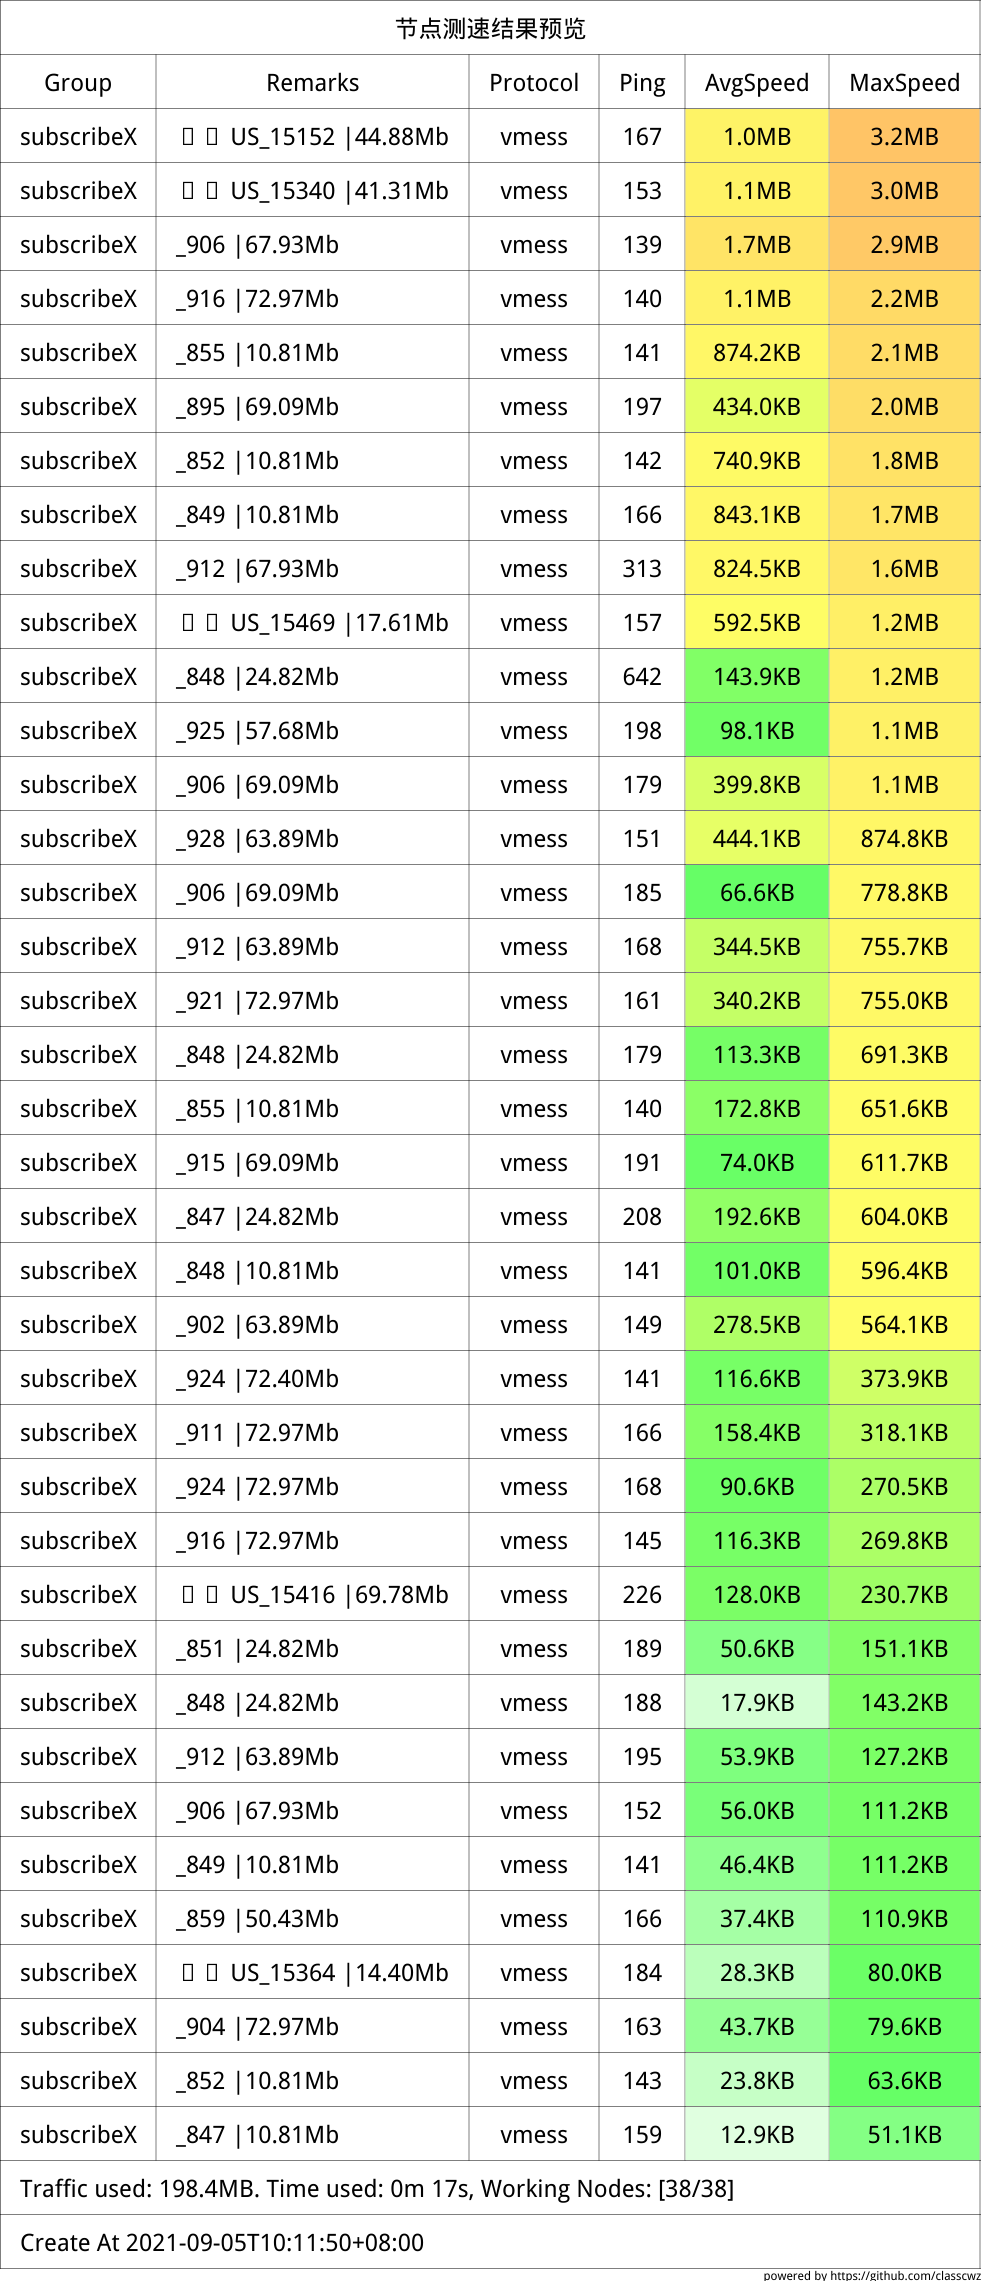 节点测速结果预览
Group Remarks Protocol Ping AvgSpeed MaxSpeed
subscribeX US_15152 |44.88Mb vmess 167 1.0MB 3.2MB
subscribeX US_15340 |41.31Mb vmess 153 1.1MB 3.0MB
subscribeX _906 |67.93Mb vmess 139 1.7MB 2.9MB
subscribeX _916 |72.97Mb vmess 140 1.1MB 2.2MB
subscribeX _855 |10.81Mb vmess 141 874.2KB 2.1MB
subscribeX _895 |69.09Mb vmess 197 434.0KB 2.0MB
subscribeX _852 |10.81Mb vmess 142 740.9KB 1.8MB
subscribeX _849 |10.81Mb vmess 166 843.1KB 1.7MB
subscribeX _912 |67.93Mb vmess 313 824.5KB 1.6MB
subscribeX US_15469 |17.61Mb vmess 157 592.5KB 1.2MB
subscribeX _848 |24.82Mb vmess 642 143.9KB 1.2MB
subscribeX _925 |57.68Mb vmess 198 98.1KB 1.1MB
subscribeX _906 |69.09Mb vmess 179 399.8KB 1.1MB
subscribeX _928 |63.89Mb vmess 151 444.1KB 874.8KB
subscribeX _906 |69.09Mb vmess 185 66.6KB 778.8KB
subscribeX _912 |63.89Mb vmess 168 344.5KB 755.7KB
subscribeX _921 |72.97Mb vmess 161 340.2KB 755.0KB
subscribeX _848 |24.82Mb vmess 179 113.3KB 691.3KB
subscribeX _855 |10.81Mb vmess 140 172.8KB 651.6KB
subscribeX _915 |69.09Mb vmess 191 74.0KB 611.7KB
subscribeX _847 |24.82Mb vmess 208 192.6KB 604.0KB
subscribeX _848 |10.81Mb vmess 141 101.0KB 596.4KB
subscribeX _902 |63.89Mb vmess 149 278.5KB 564.1KB
subscribeX _924 |72.40Mb vmess 141 116.6KB 373.9KB
subscribeX _911 |72.97Mb vmess 166 158.4KB 318.1KB
subscribeX _924 |72.97Mb vmess 168 90.6KB 270.5KB
subscribeX _916 |72.97Mb vmess 145 116.3KB 269.8KB
subscribeX US_15416 |69.78Mb vmess 226 128.0KB 230.7KB
subscribeX _851 |24.82Mb vmess 189 50.6KB 151.1KB
subscribeX _848 |24.82Mb vmess 188 17.9KB 143.2KB
subscribeX _912 |63.89Mb vmess 195 53.9KB 127.2KB
subscribeX _906 |67.93Mb vmess 152 56.0KB 111.2KB
subscribeX _849 |10.81Mb vmess 141 46.4KB 111.2KB
subscribeX _859 |50.43Mb vmess 166 37.4KB 110.9KB
subscribeX US_15364 |14.40Mb vmess 184 28.3KB 80.0KB
subscribeX _904 |72.97Mb vmess 163 43.7KB 79.6KB
subscribeX _852 |10.81Mb vmess 143 23.8KB 63.6KB
subscribeX _847 |10.81Mb vmess 159 12.9KB 51.1KB
Traffic used: 198.4MB. Time used: 0m 17s, Working Nodes: [38/38]
Create At 2021-09-05T10:11:50+08:00
powered by https://github.com/classcwz